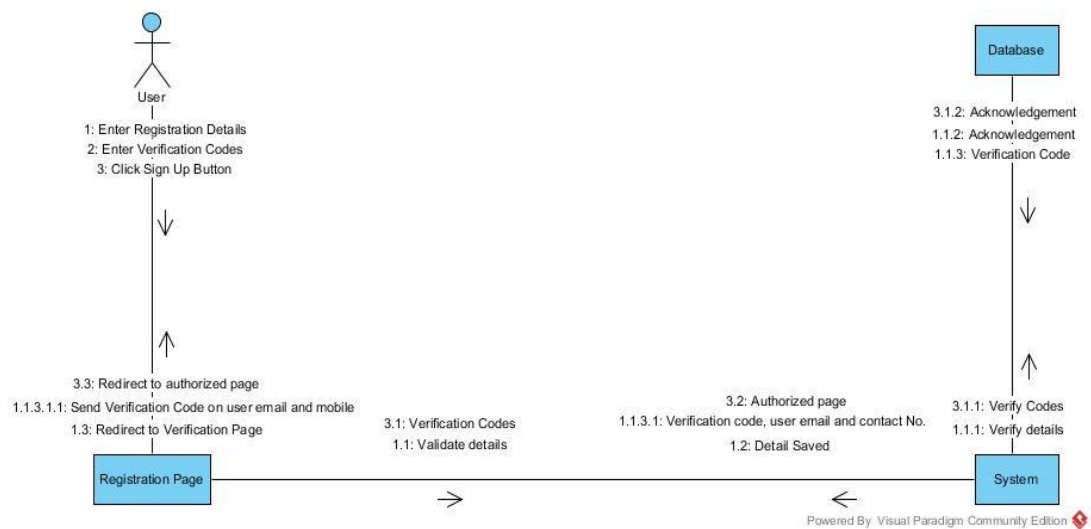 User
1: Enter Registration Details
2: Enter Verification Codes
3: Click Sign Up Button
Database
3.1.2: Acknowledgement
1.1.2: Acknowledgement
1.1.3: Verification Code
3.3: Redirect to authorized page
1.1.3.1.1: Send Verification Code on user email and mobile
1.3: Redirect to Verification Page
Registration Page
3.1: Verification Codes
1.1: Validate details
3.2: Authorized page
1.1.3.1: Verification code, user email and contact No.
1.2: Detail Saved
3.1.1: Verify Codes
1.1.1: Verify details
System
Powered By Visual Paradigm Community Edition